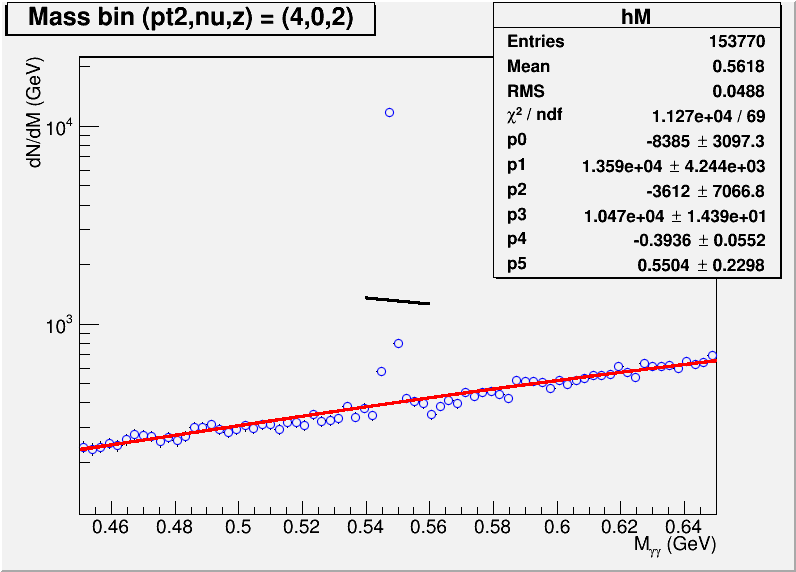 Mass bin (pt2,nu,z) = (4,0,2)
hM
Entries 153770
Mean 0.5618
RMS 0.0488
χ² / ndf 1.127e+04 / 69
p0 -8385 ± 3097.3
p1 1.359e+04 ± 4.244e+03
p2 -3612 ± 7066.8
p3 1.047e+04 ± 1.439e+01
p4 -0.3936 ± 0.0552
p5 0.5504 ± 0.2298
dN/dM (GeV)
10⁴
10³
0.46 0.48 0.5 0.52 0.54 0.56 0.58 0.6 0.62 0.64
Mγγ (GeV)